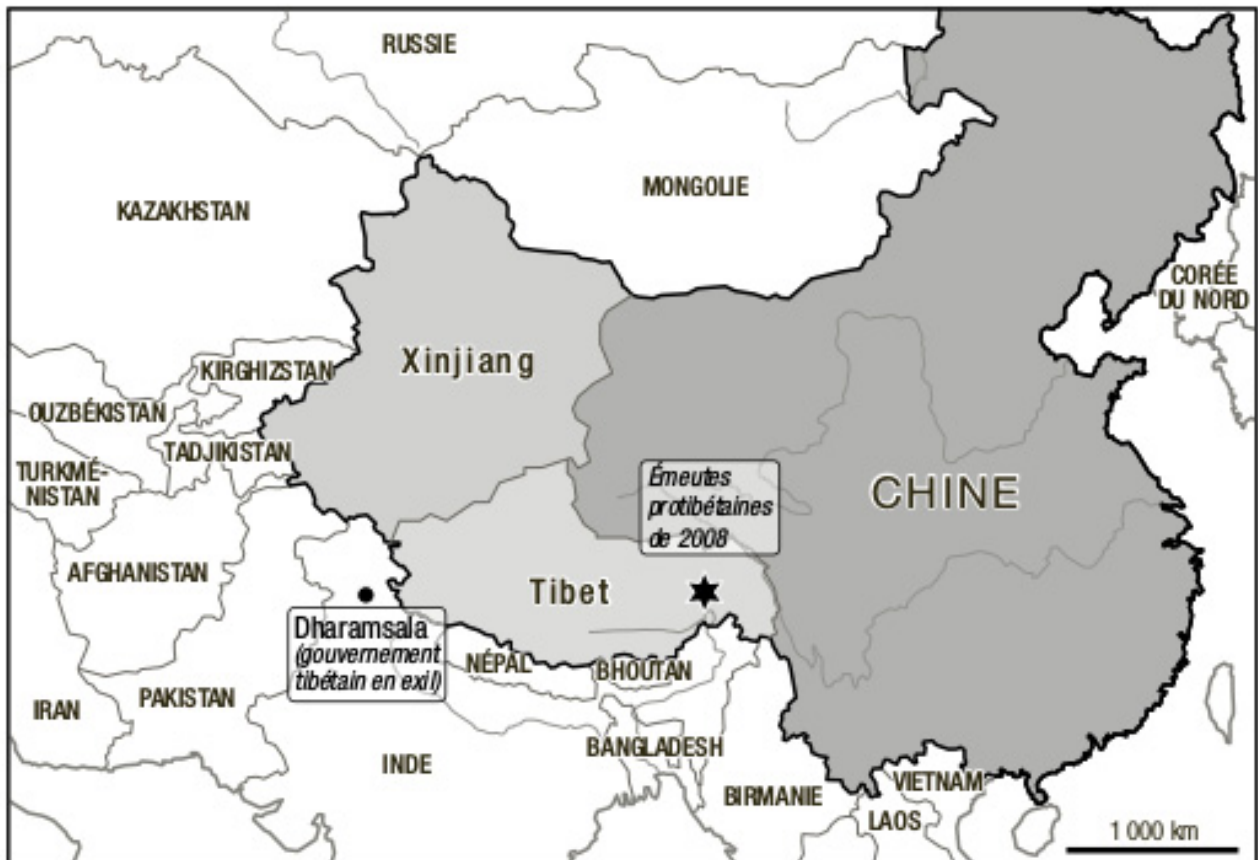 RUSSIE
MONGOLIE
KAZAKHSTAN
CORÉE
DU NORD
Xinjiang
KIRGHIZSTAN
OUZBÉKISTAN
TADJIKISTAN
TURKMÉ-
NISTAN
Émeutes
protibétaines
de 2008
CHINE
AFGHANISTAN
Tibet
Dharamsala
(gouvernement
tibétain en exil)
NÉPAL
BHOUTAN
PAKISTAN
IRAN
INDE
BANGLADESH
BIRMANIE
VIETNAM
LAOS
1 000 km